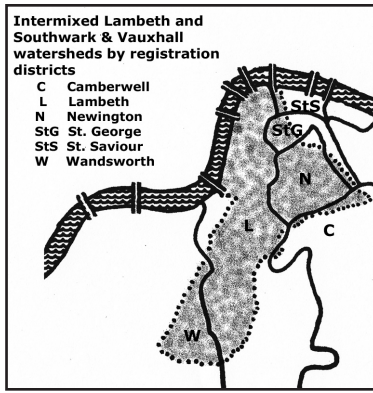 Intermixed Lambeth and
Southwark & Vauxhall
watersheds by registration
districts
C Camberwell
L Lambeth
N Newington
StG St. George
StS St. Saviour
W Wandsworth
StS
StG
N
C
L
W